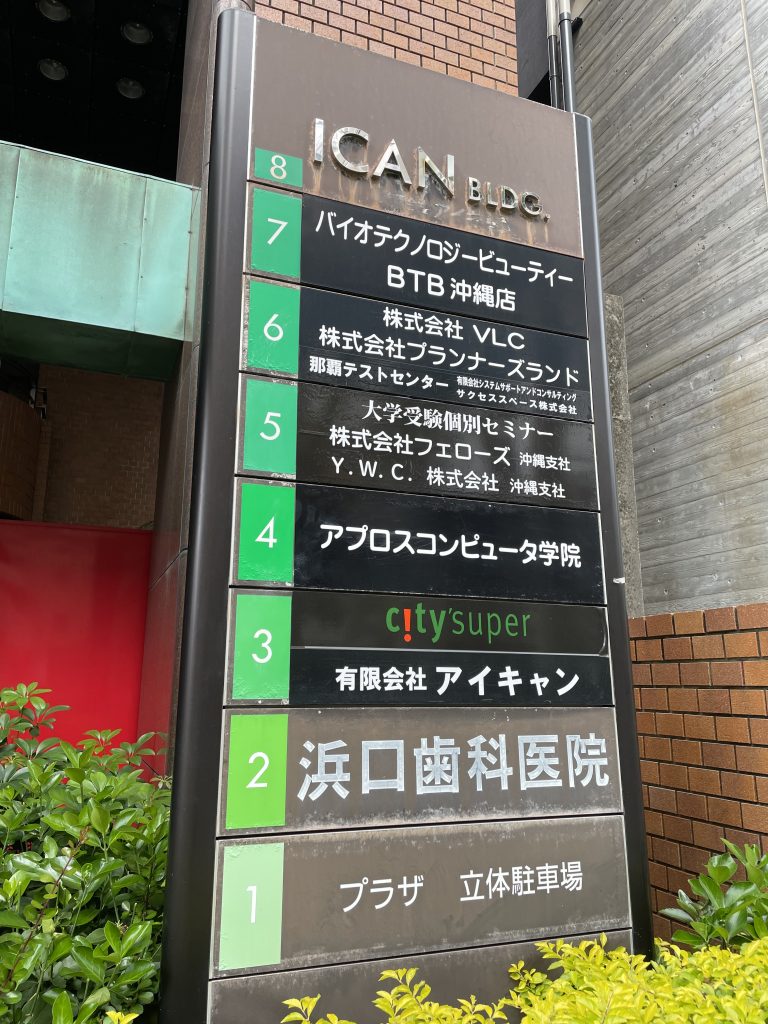 ICAN BLDG.
8
7
バイオテクノロジービューティー
BTB 沖縄店
6
株式会社 VLC
株式会社プランナーズランド
那覇テストセンター 有限会社システムサポートアンドコンサルティング
サクセススペース株式会社
5
大学受験個別セミナー
株式会社フェローズ 沖縄支社
Y.W.C. 株式会社 沖縄支社
4
アプロスコンピュータ学院
3
c!ty'super
有限会社 アイキャン
2
浜口歯科医院
1
プラザ 立体駐車場